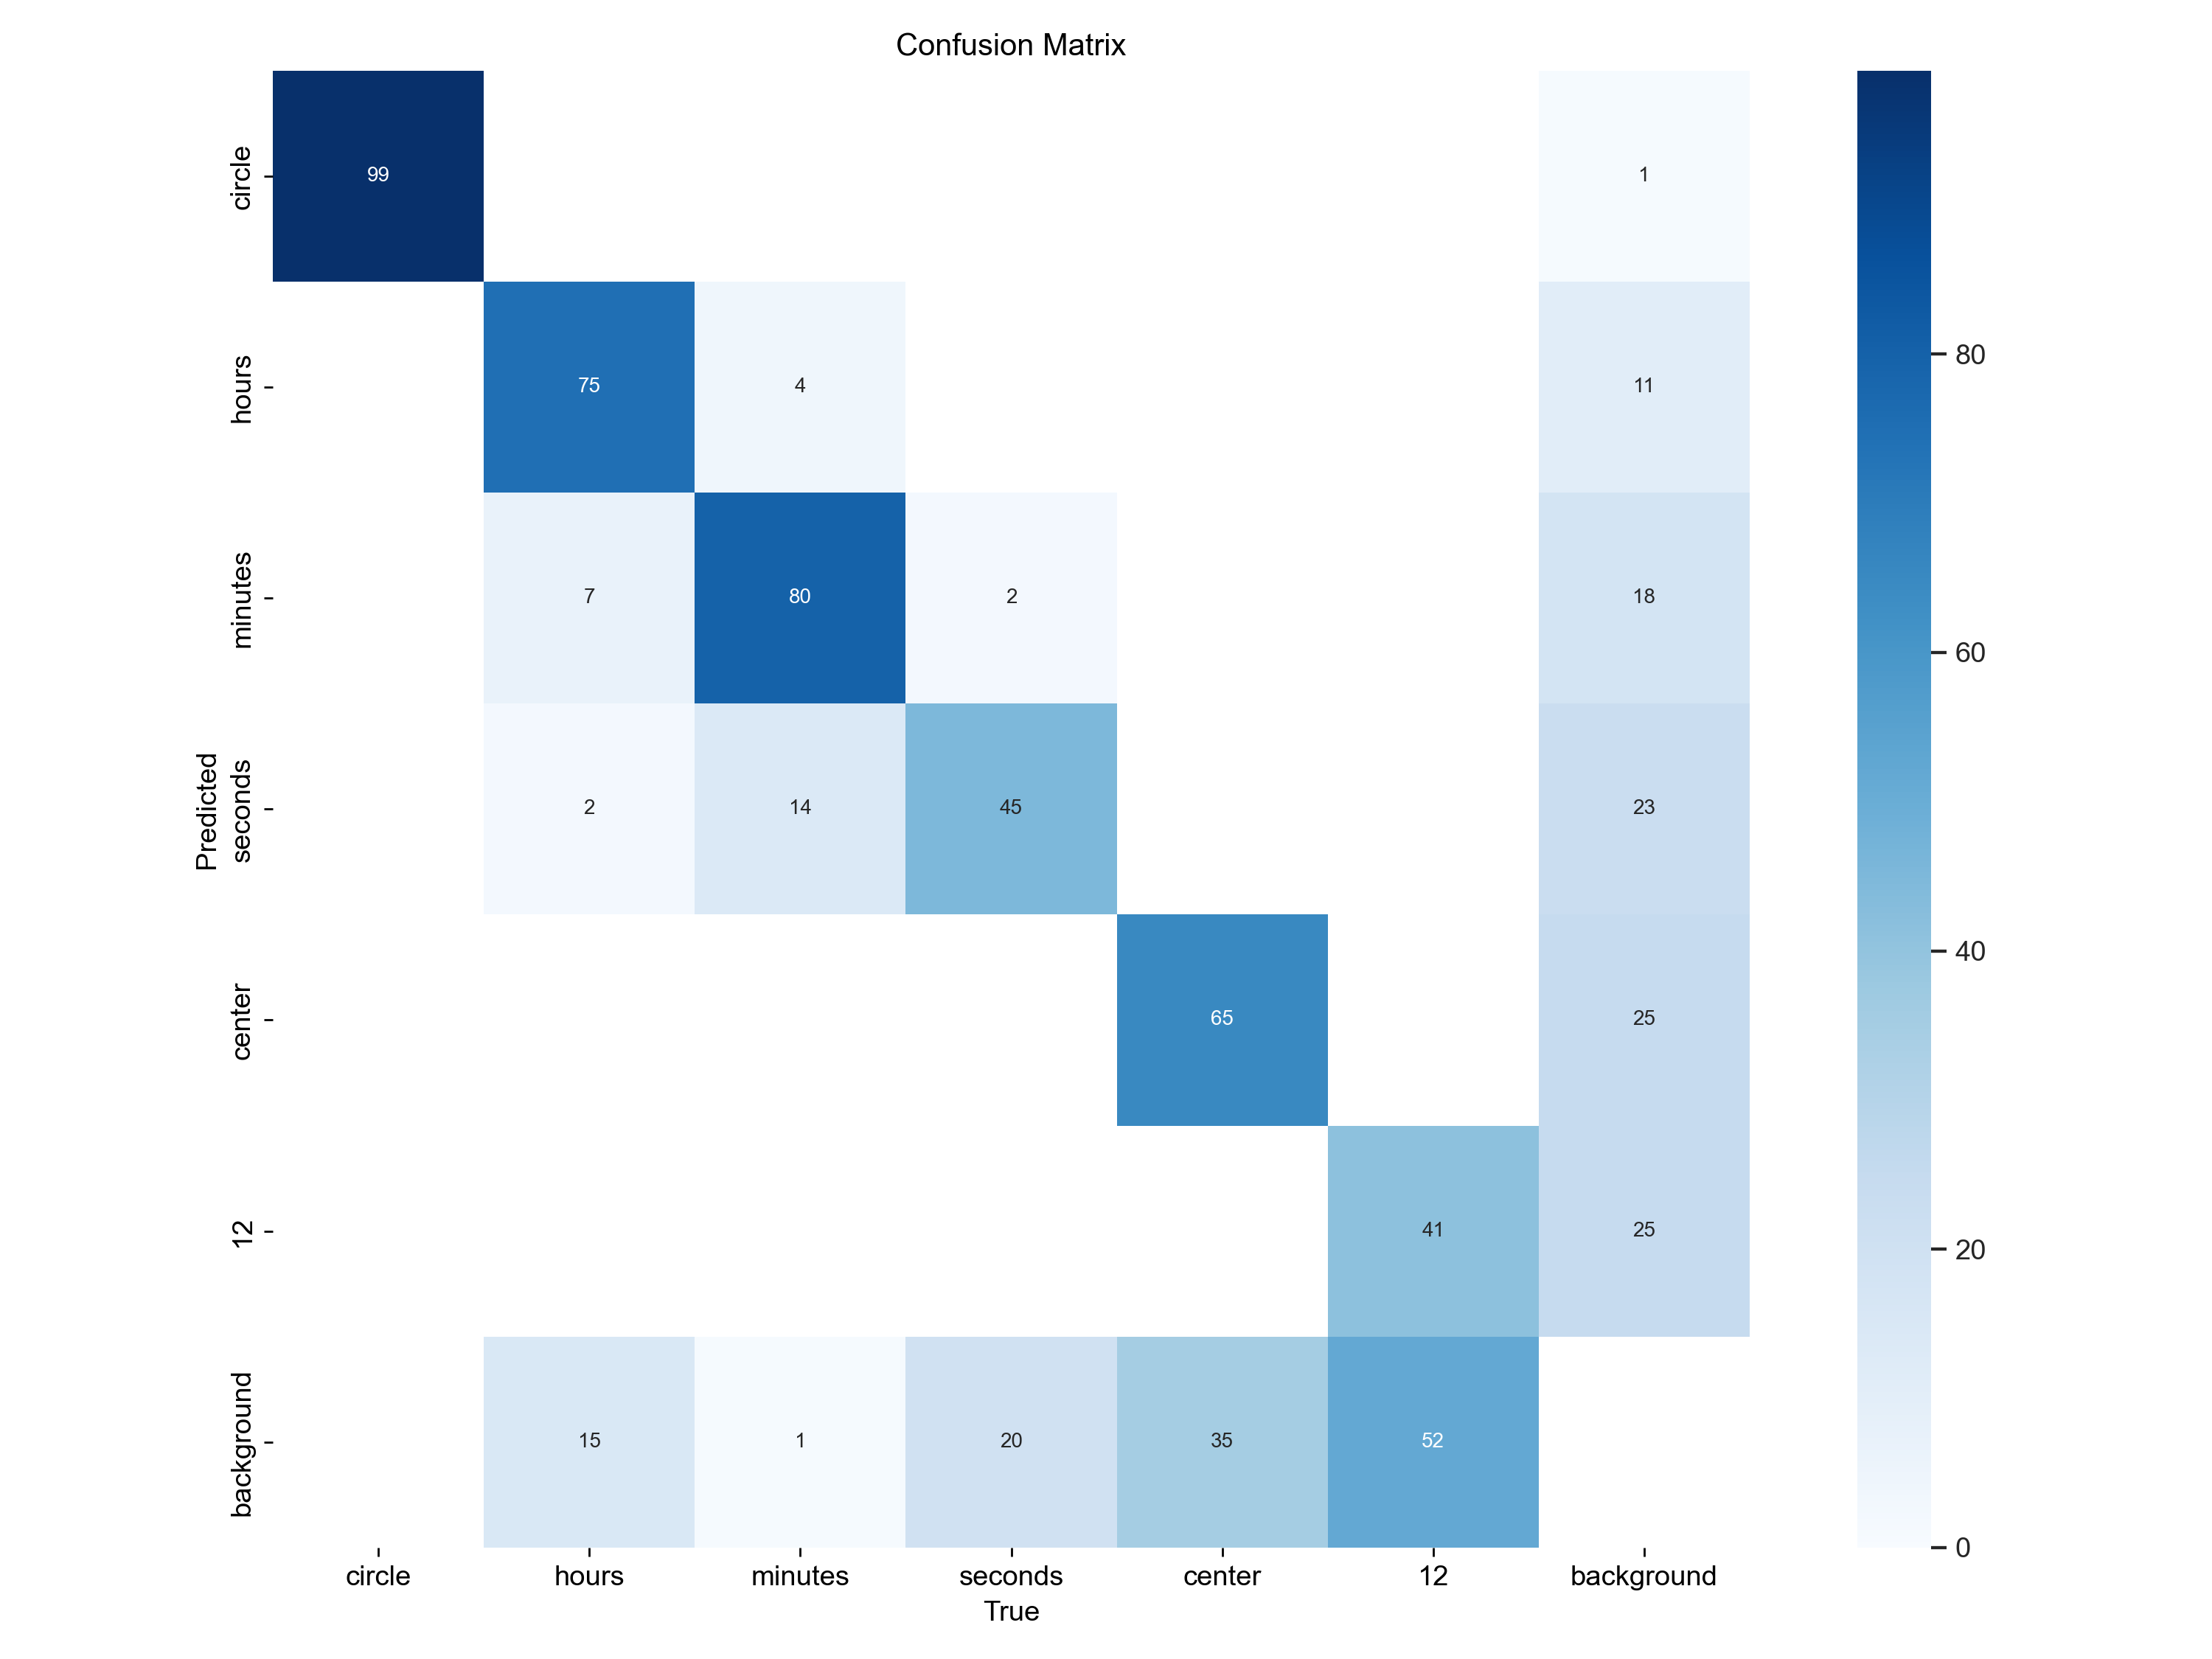 Confusion Matrix
circle
99
1
hours
75
4
11
80
minutes
7
80
2
18
60
Predicted
seconds
2
14
45
23
center
65
25
40
12
41
25
20
background
15
1
20
35
52
0
circle hours minutes seconds center 12 background
True